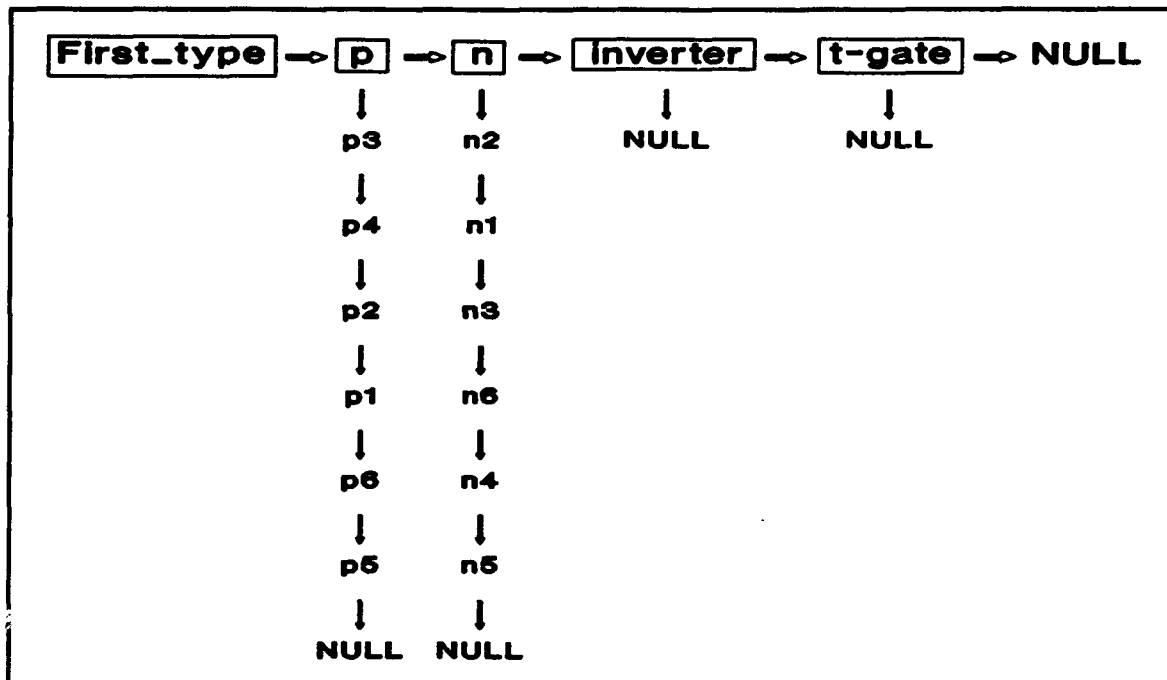 First_type p n inverter t-gate NULL
p3 n2 NULL NULL
p4 n1
p2 n3
p1 n6
p6 n4
p5 n5
NULL NULL